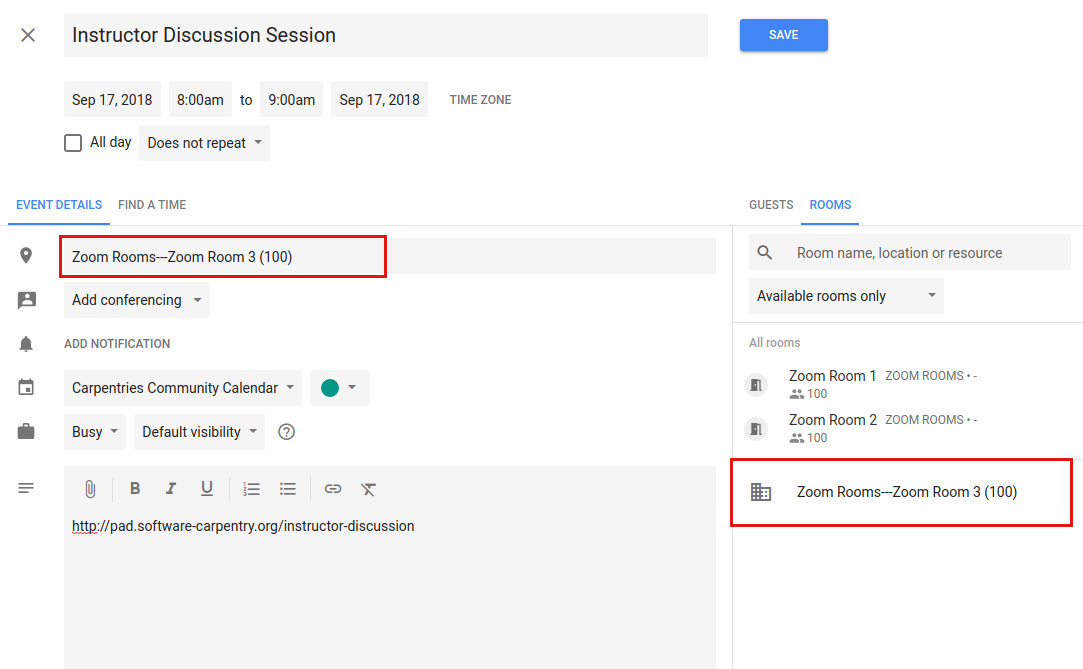 Instructor Discussion Session
SAVE
Sep 17, 2018 8:00am to 9:00am Sep 17, 2018 TIME ZONE
All day Does not repeat
EVENT DETAILS FIND A TIME
Zoom Rooms---Zoom Room 3 (100)
Add conferencing
ADD NOTIFICATION
Carpentries Community Calendar
Busy Default visibility
B I U
http://pad.software-carpentry.org/instructor-discussion
GUESTS ROOMS
Room name, location or resource
Available rooms only
All rooms
Zoom Room 1 ZOOM ROOMS • -
100
Zoom Room 2 ZOOM ROOMS • -
100
Zoom Rooms---Zoom Room 3 (100)